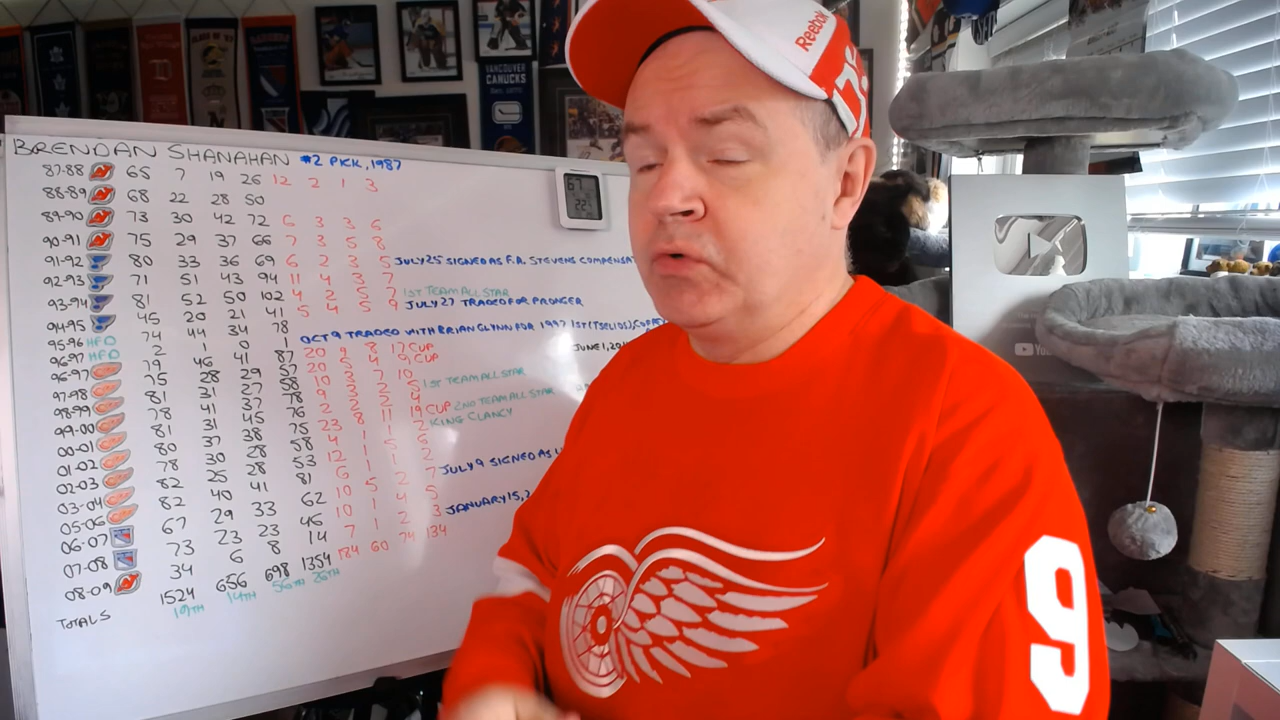 Reebok
VANCOUVER
CANUCKS
BRENDAN SHANAHAN #2 PICK, 1987
87-88 65 7 19 26 12 2 1 3
88-89 68 22 28 50
89-90 73 30 42 72 6 3 3 6
90-91 75 29 37 66 7 3 5 8
91-92 80 33 36 69 6 2 3 5 JULY 25 SIGNED AS F.A. STEVENS COMPENSAT
92-93 71 51 43 94 11 4 3 7
93-94 81 52 50 102 4 2 5 7 1ST TEAM ALL STAR
94-95 45 20 21 41 5 4 5 9 JULY 27 TRADED FOR PRONGER
95-96 HFD 74 44 34 78
96-97 HFD 2 1 0 1 OCT 9 TRADED WITH BRIAN GLYNN FOR 1997 1ST (TSELIOS), COFFE
96-97 79 46 41 87 20 9 8 17 CUP JUNE 1, 20
97-98 75 28 29 57 20 5 4 9 CUP
98-99 81 31 27 58 10 3 7 10
99-00 78 41 37 78 9 3 2 5 1ST TEAM ALL STAR
00-01 81 31 45 76 2 2 2 4
01-02 80 37 38 75 23 8 11 19 CUP 2ND TEAM ALL STAR
02-03 78 30 28 58 4 1 1 2 KING CLANCY
03-04 82 25 28 53 12 1 5 6
05-06 82 40 41 81 6 1 1 2
06-07 67 29 33 62 10 5 2 7 JULY 9 SIGNED AS U
07-08 73 23 23 46 10 1 4 5
08-09 34 6 8 14 7 1 2 3 JANUARY 15, 2
TOTALS 1524 656 698 1354 184 60 74 134
19TH 14TH 56TH 26TH
9